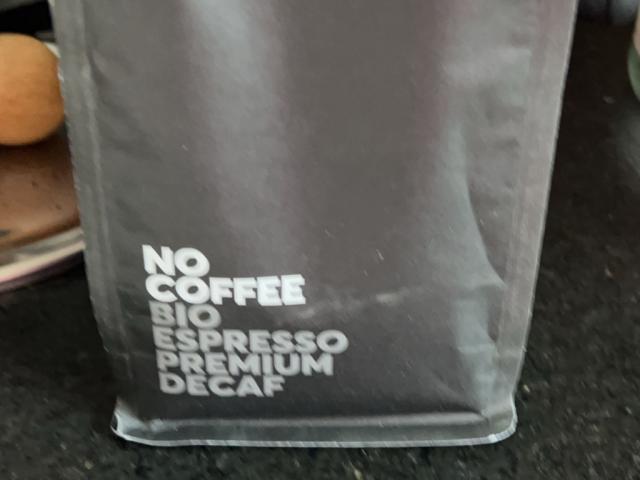 NO
COFFEE
BIO
ESPRESSO
PREMIUM
DECAF